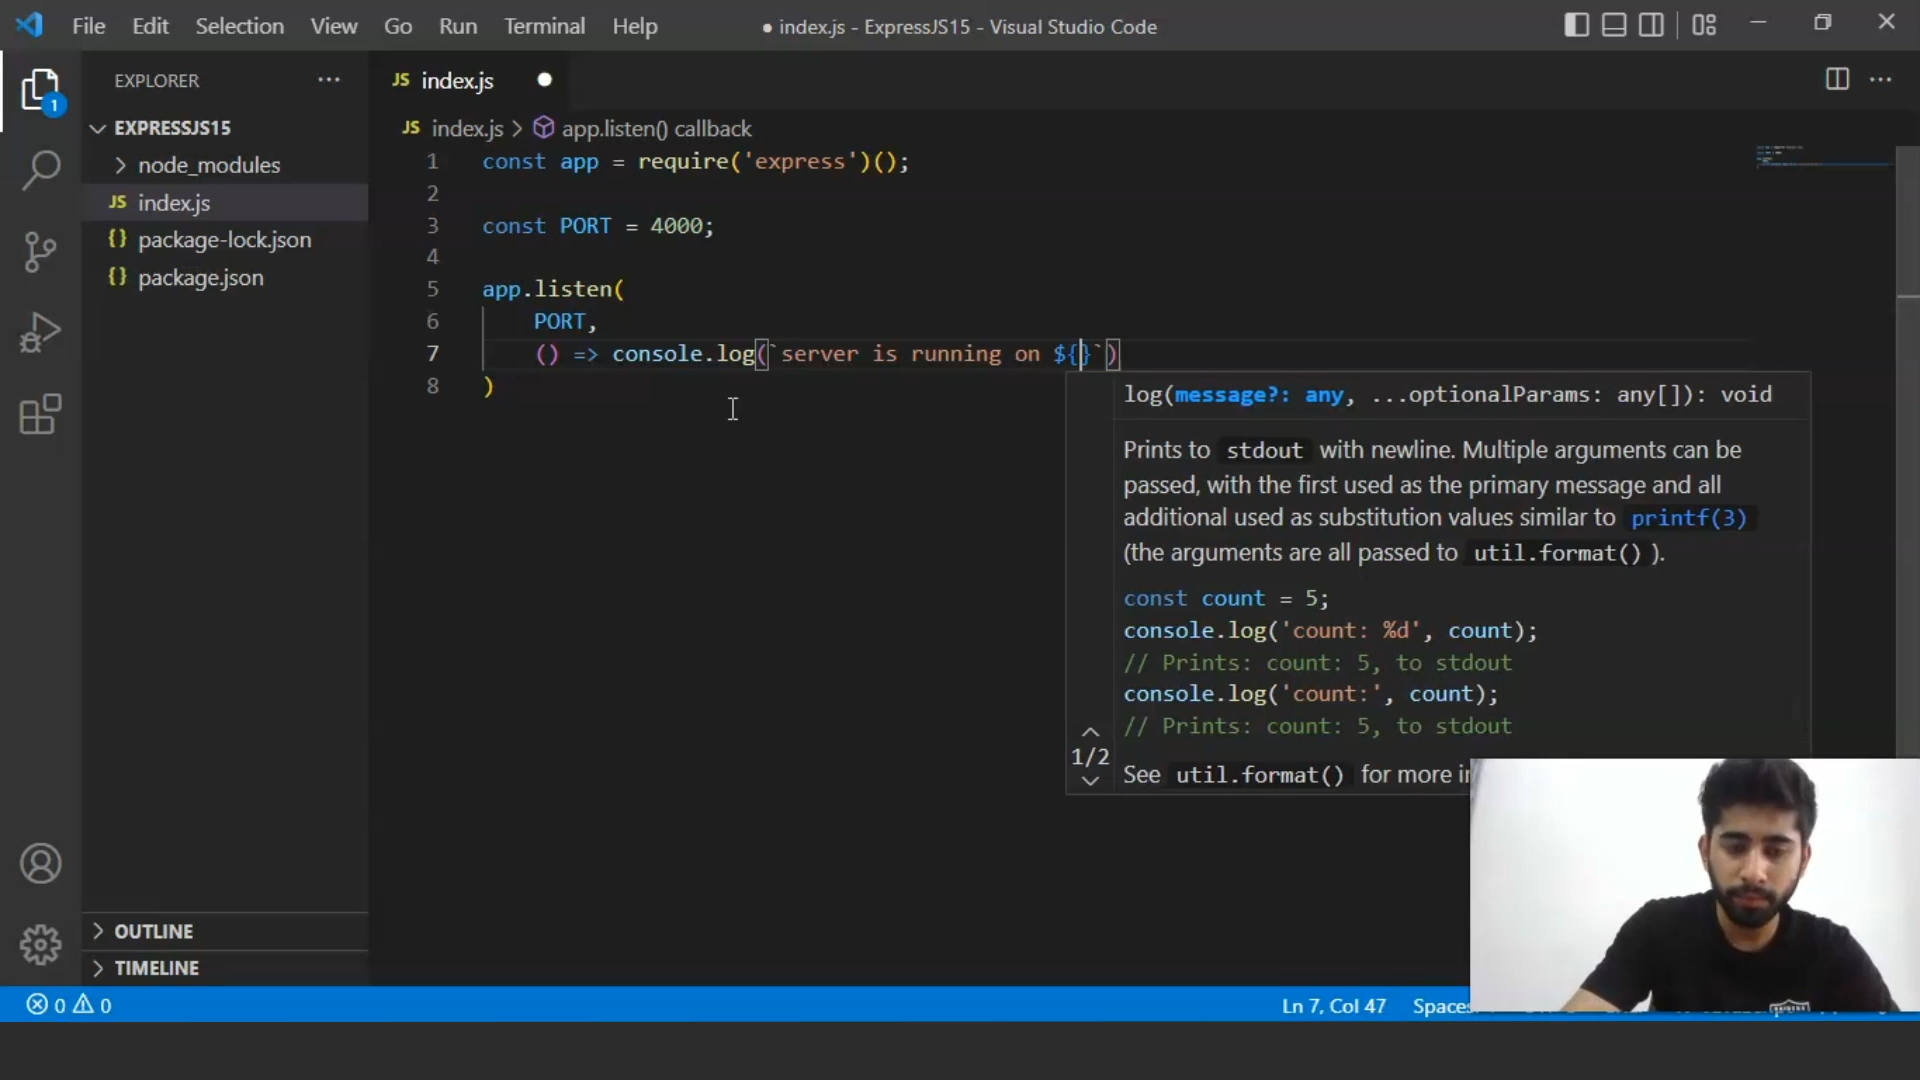 File Edit Selection View Go Run Terminal Help ● index.js - ExpressJS15 - Visual Studio Code
EXPLORER ···
1
EXPRESSJS15
node_modules
JS index.js
{} package-lock.json
{} package.json
OUTLINE
TIMELINE
JS index.js
JS index.js > app.listen() callback
1 const app = require('express')();
2
3 const PORT = 4000;
4
5 app.listen(
6 PORT,
7 () => console.log(`server is running on ${}`)
8 )
log(message?: any, ...optionalParams: any[]): void
Prints to stdout with newline. Multiple arguments can be
passed, with the first used as the primary message and all
additional used as substitution values similar to printf(3)
(the arguments are all passed to util.format() ).
const count = 5;
console.log('count: %d', count);
// Prints: count: 5, to stdout
console.log('count:', count);
// Prints: count: 5, to stdout
1/2
See util.format() for more
0 0
Ln 7, Col 47 Spaces